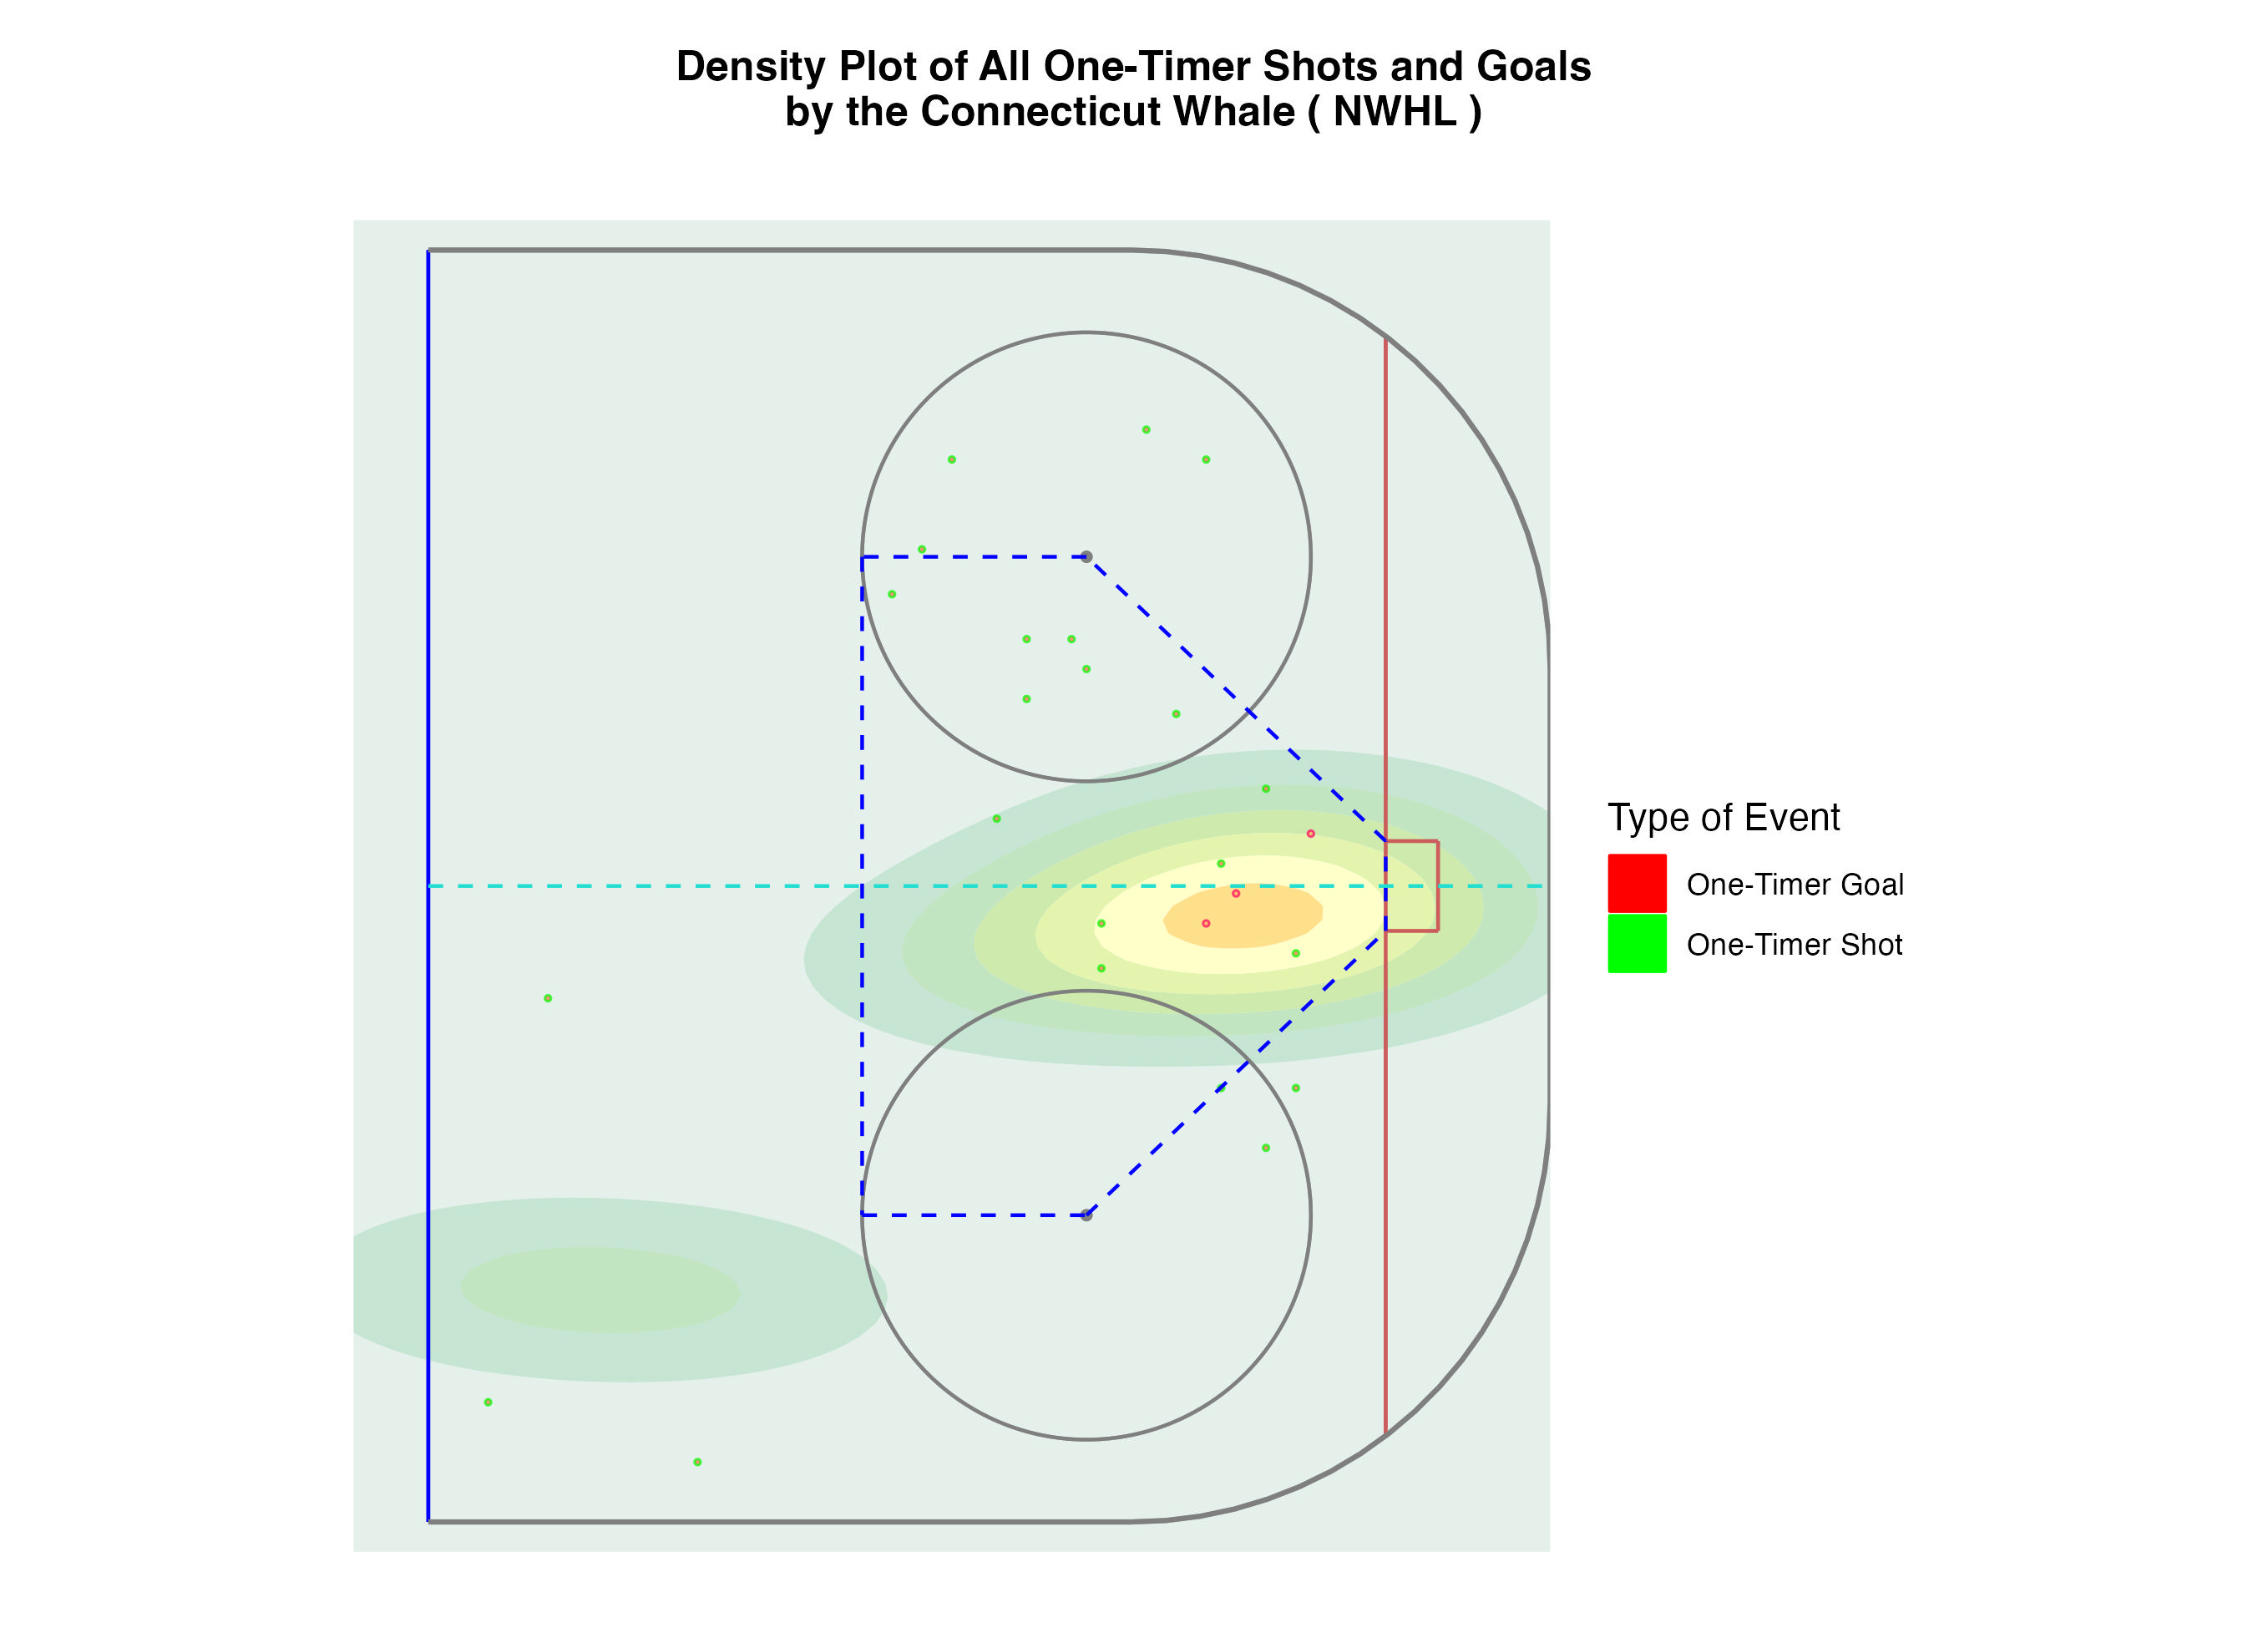 Density Plot of All One-Timer Shots and Goals
by the Connecticut Whale ( NWHL )
Type of Event
One-Timer Goal
One-Timer Shot